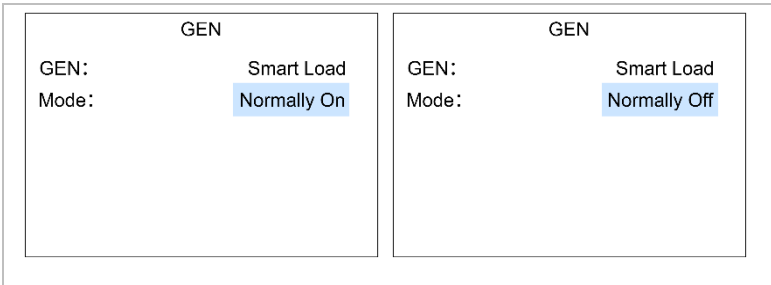 GEN
GEN: Smart Load
Mode: Normally On
GEN
GEN: Smart Load
Mode: Normally Off